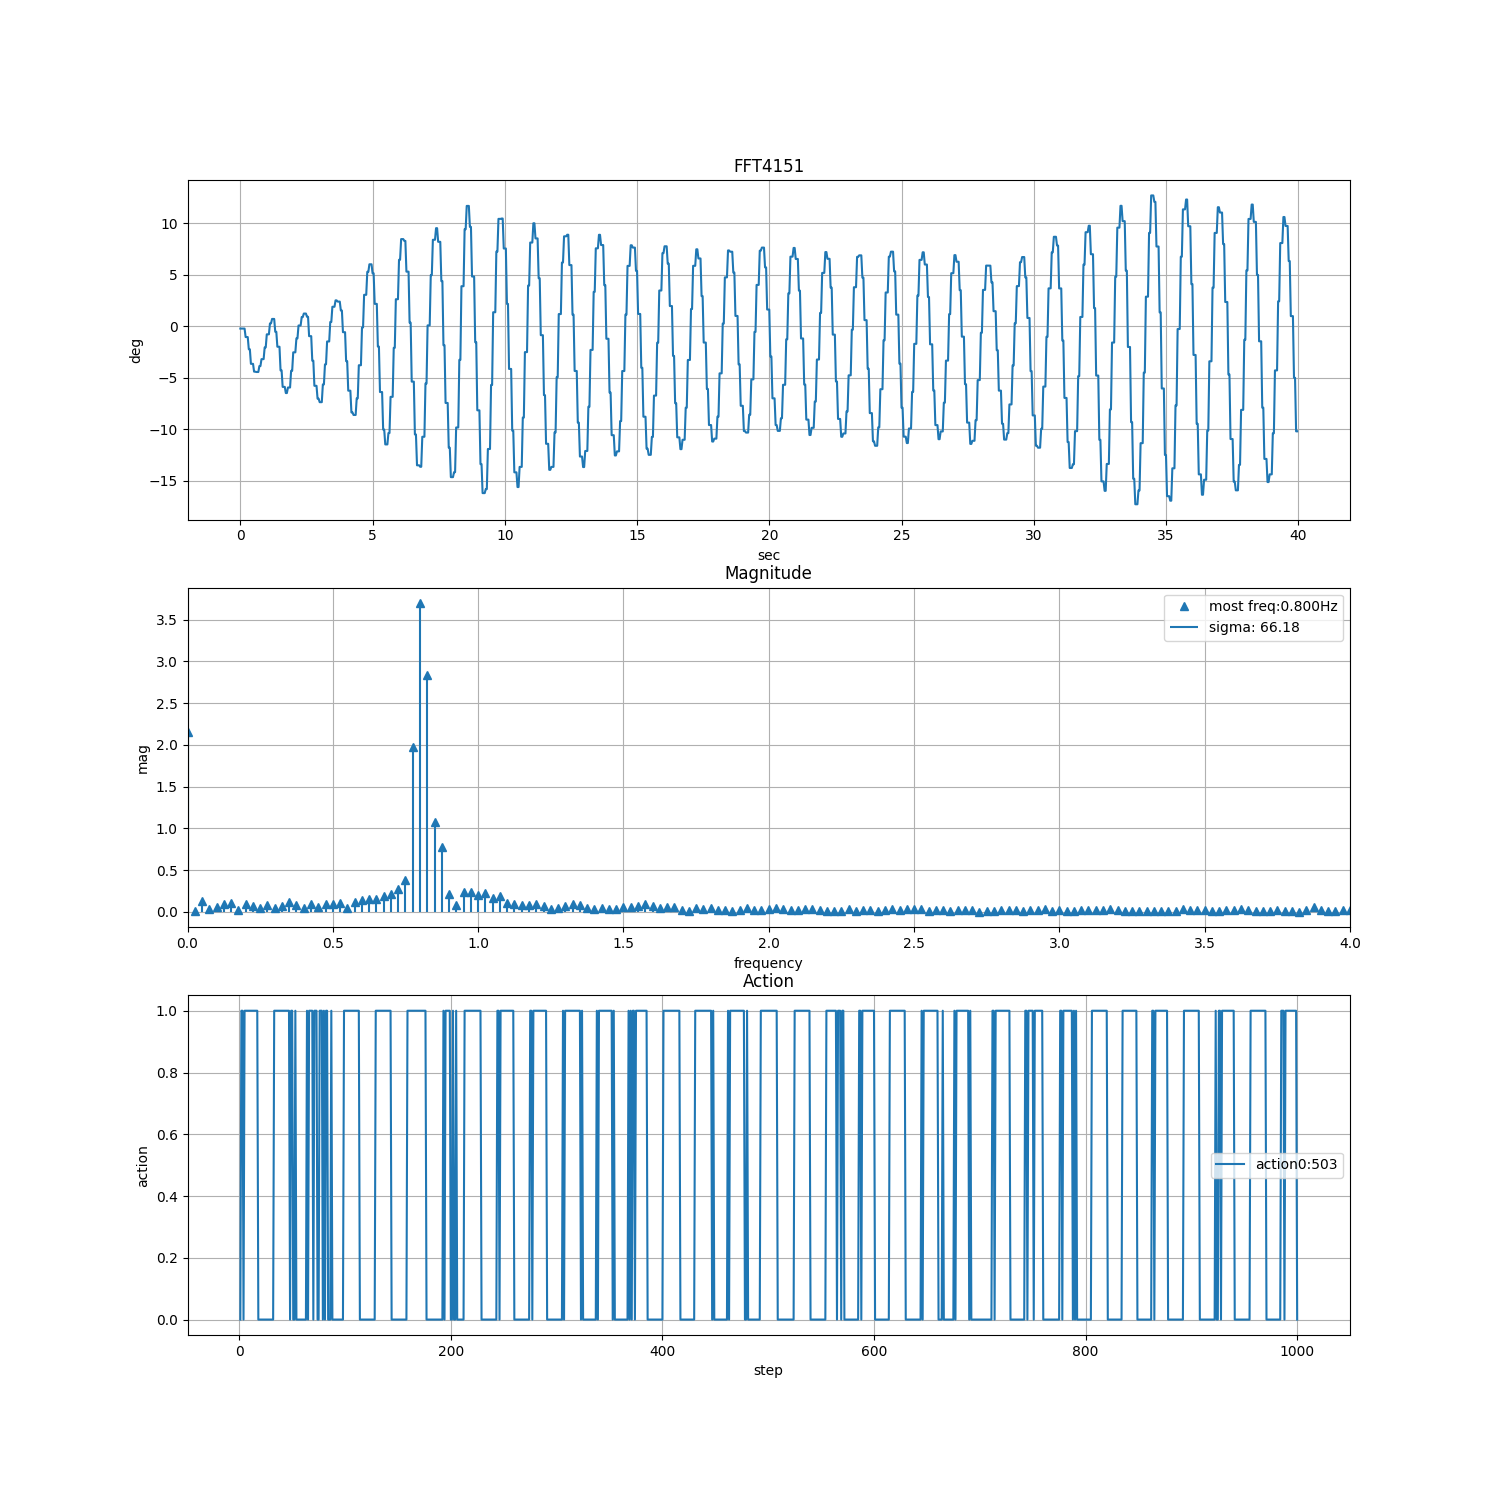 FFT4151
10
5
0
−5
−10
−15
deg
0 5 10 15 20 25 30 35 40
sec
Magnitude
most freq:0.800Hz
sigma: 66.18
3.5
3.0
2.5
2.0
1.5
1.0
0.5
0.0
mag
0.0 0.5 1.0 1.5 2.0 2.5 3.0 3.5 4.0
frequency
Action
1.0
0.8
0.6
0.4
0.2
0.0
action
action0:503
0 200 400 600 800 1000
step